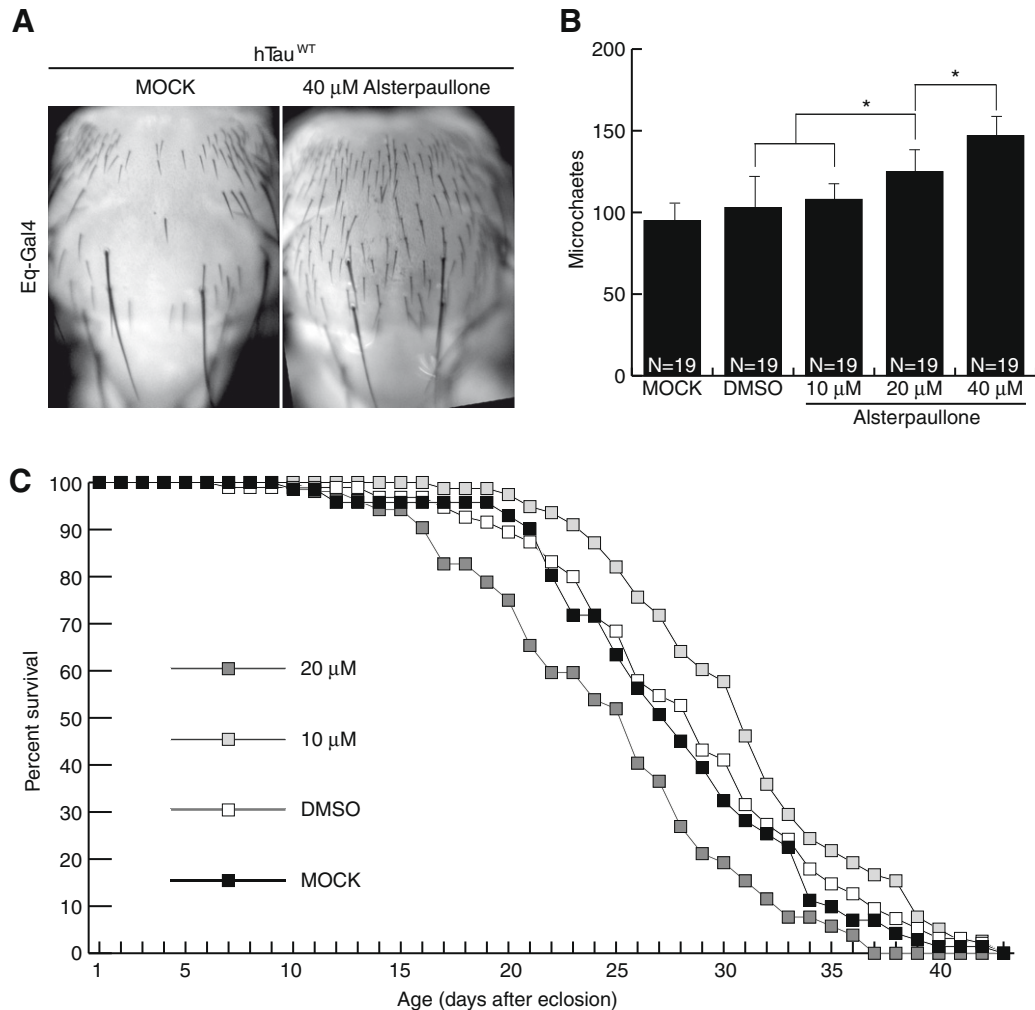 A
hTau WT
MOCK
40 µM Alsterpaullone
Eq-Gal4
B
200
150
100
50
0
Microchaetes
*
*
N=19 N=19 N=19 N=19 N=19
MOCK DMSO 10 µM 20 µM 40 µM
Alsterpaullone
C
100
90
80
70
60
50
40
30
20
10
0
Percent survival
20 µM
10 µM
DMSO
MOCK
1 5 10 15 20 25 30 35 40
Age (days after eclosion)